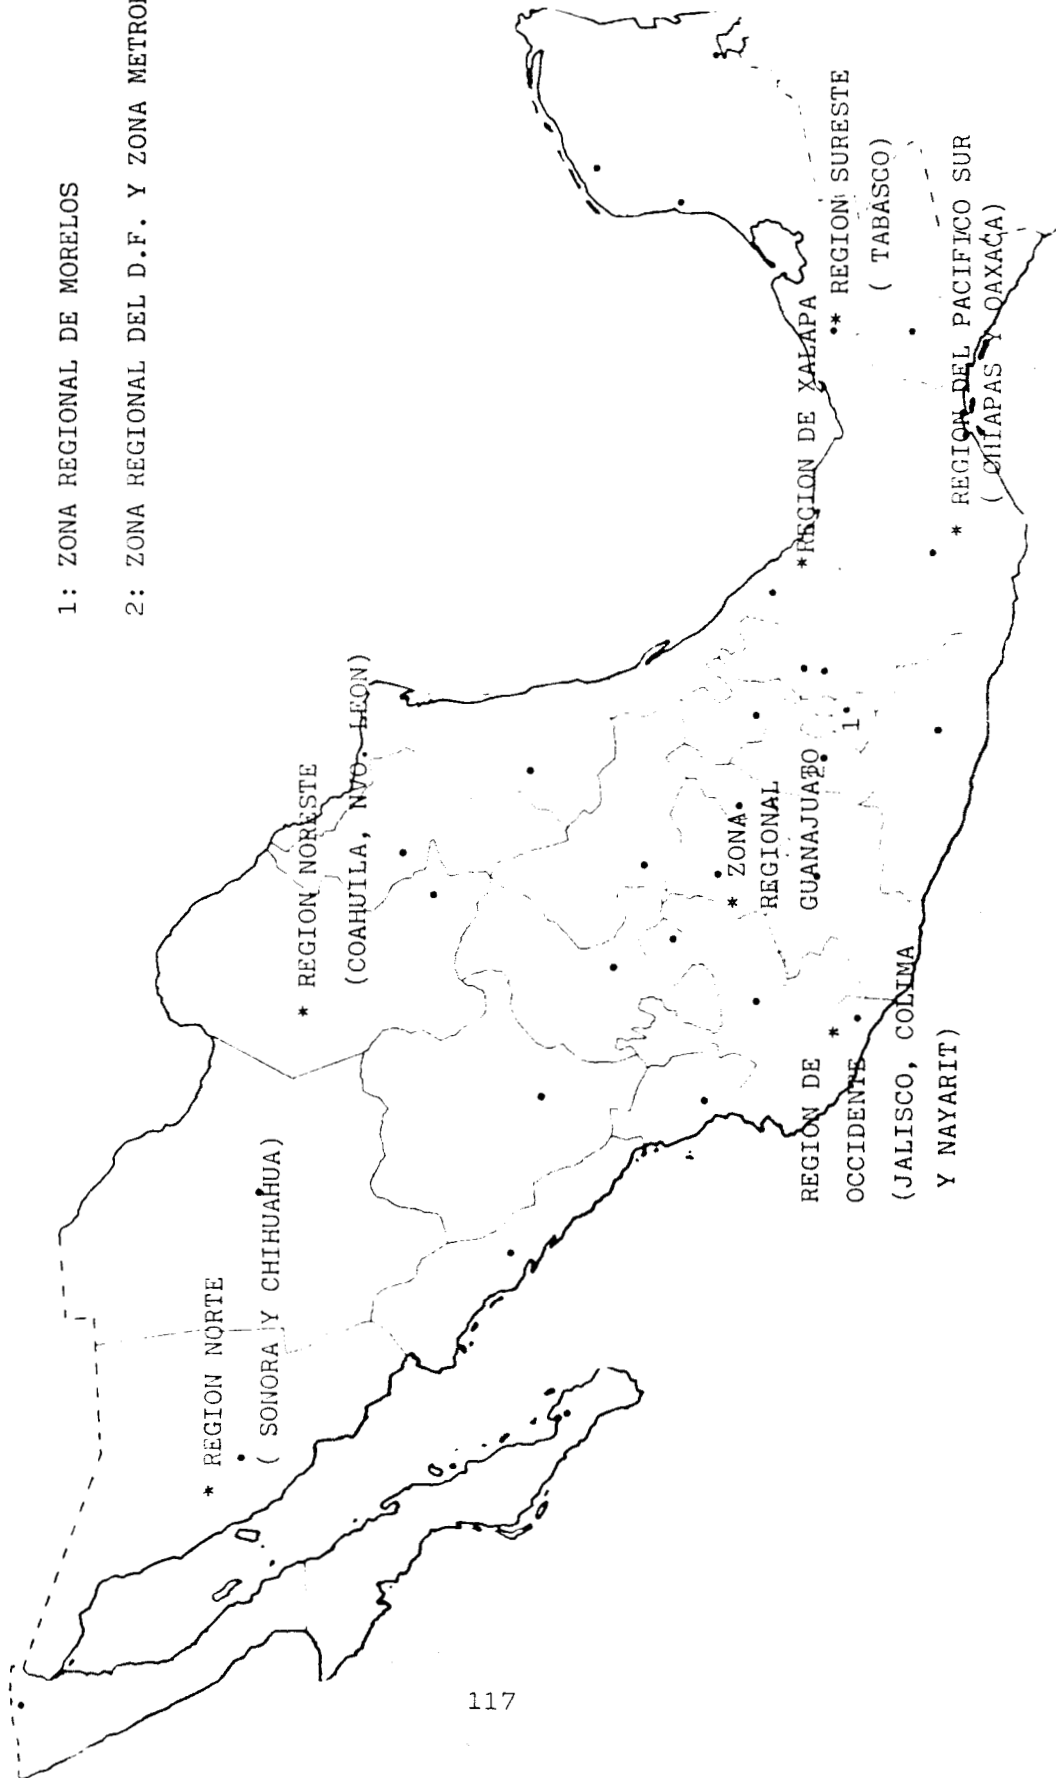 1: ZONA REGIONAL DE MORELOS
2: ZONA REGIONAL DEL D.F. Y ZONA
* REGION NORTE
( SONORA Y CHIHUAHUA)
* REGION NORESTE
(COAHUILA, NVO. LEON)
* ZONA
REGIONAL
GUANAJUATO
2
1
REGION DE *
OCCIDENTE
(JALISCO, COLIMA
Y NAYARIT)
*REGION DE XALAPA
* REGION SURESTE
( TABASCO)
* REGION DEL PACIFICO SUR
( CHIAPAS Y OAXACA)
117